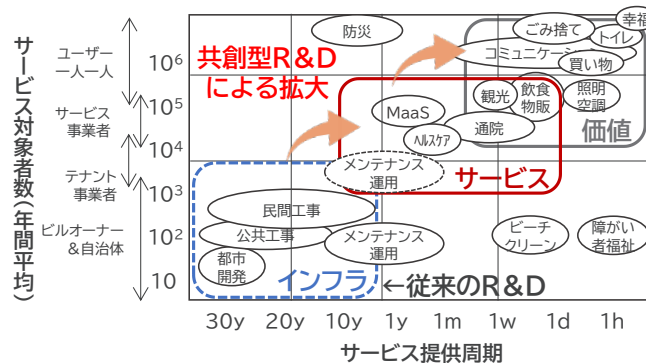 サービス対象者数(年間平均)
ユーザー
一人一人
サービス
事業者
テナント
事業者
ビルオーナー
&自治体
10⁶
10⁵
10⁴
10³
10²
10
共創型R&D
による拡大
防災
ごみ捨て
幸福
トイレ
コミュニケーション
買い物
MaaS
観光
飲食
物販
照明
空調
ヘルスケア
通院
価値
メンテナンス
運用
サービス
民間工事
公共工事
メンテナンス
運用
ビーチ
クリーン
障がい
者福祉
都市
開発
インフラ
←従来のR&D
30y
20y
10y
1y
1m
1w
1d
1h
サービス提供周期